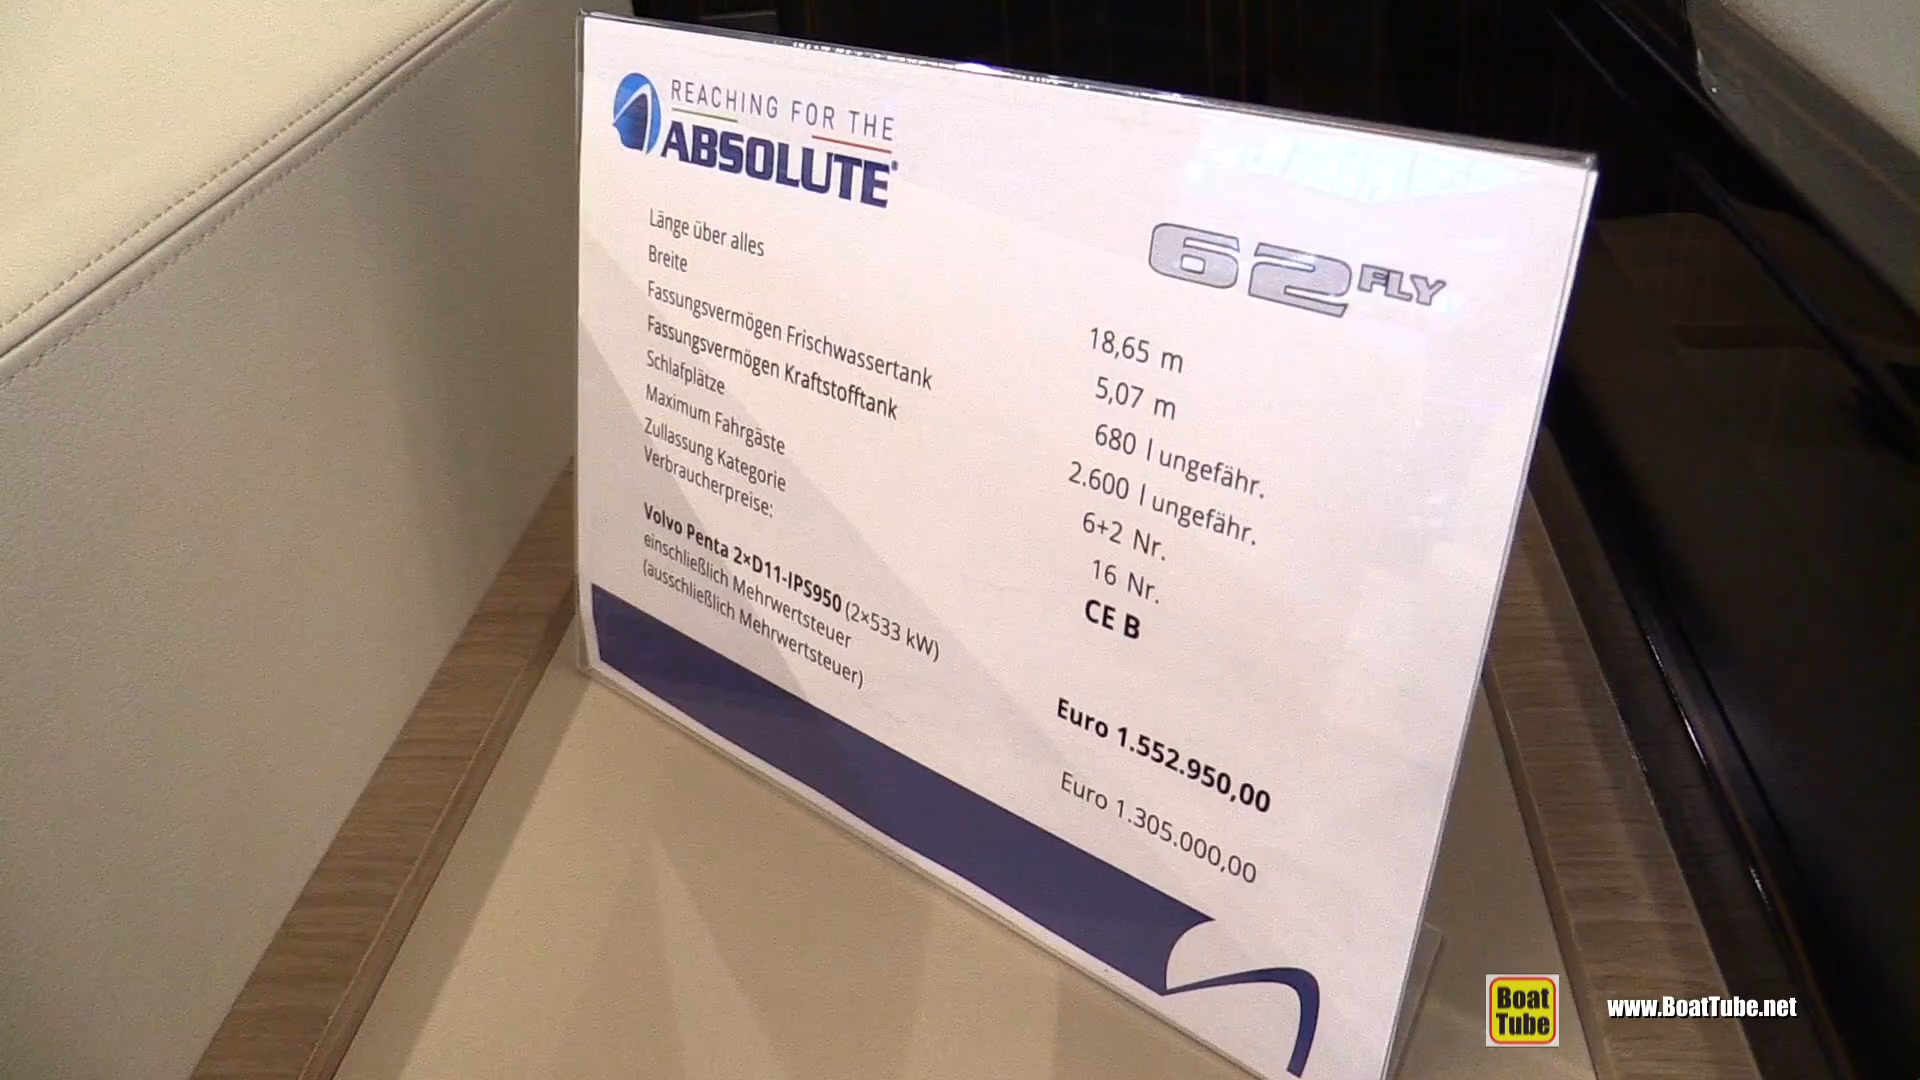 REACHING FOR THE
ABSOLUTE®
62 FLY
Länge über alles 18,65 m
Breite 5,07 m
Fassungsvermögen Frischwassertank 680 l ungefähr.
Fassungsvermögen Kraftstofftank 2.600 l ungefähr.
Schlafplätze 6+2 Nr.
Maximum Fahrgäste 16 Nr.
Zullassung Kategorie CE B
Verbraucherpreise:
Volvo Penta 2×D11-IPS950 (2×533 kW)
einschließlich Mehrwertsteuer Euro 1.552.950,00
(ausschließlich Mehrwertsteuer) Euro 1.305.000,00
Boat
Tube
www.BoatTube.net